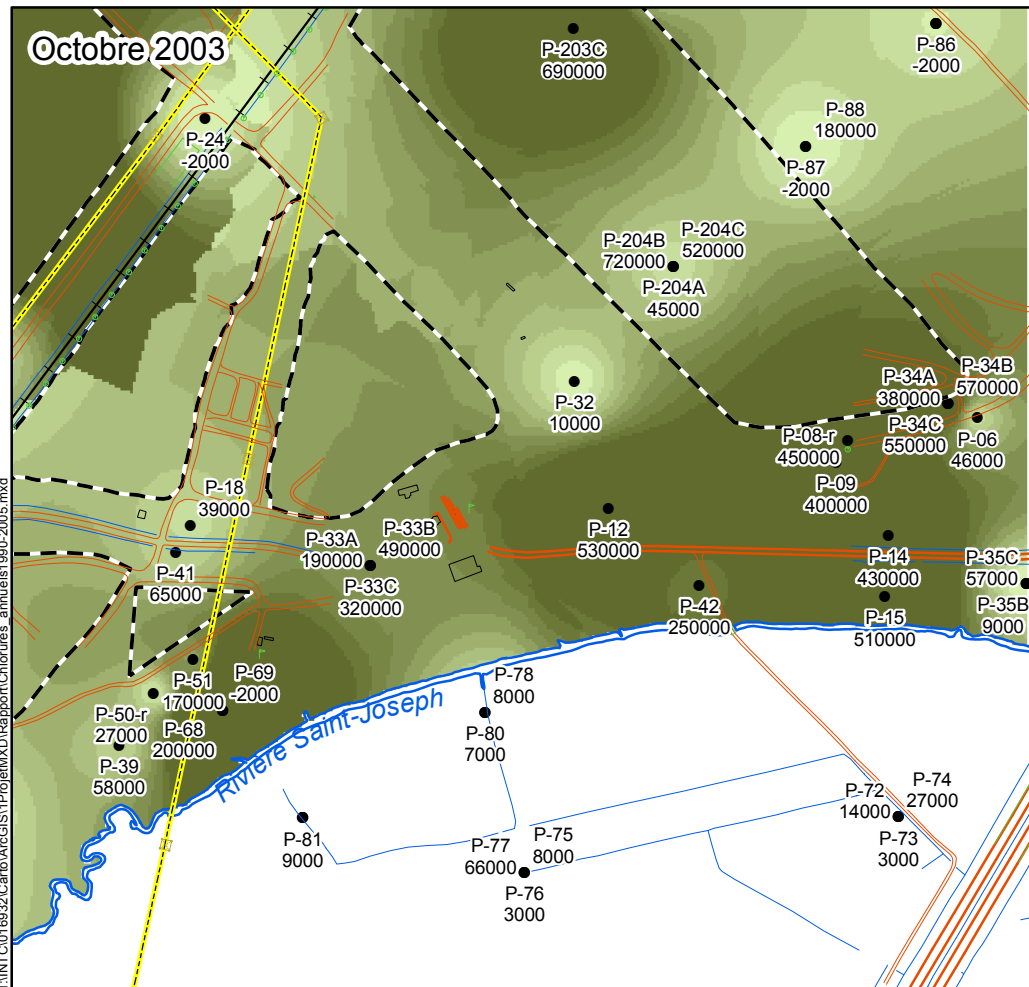 Octobre 2003
P-203C
690000
P-86
-2000
P-24
-2000
P-88
180000
P-87
-2000
P-204B
720000
P-204C
520000
P-204A
45000
P-32
10000
P-34A
380000
P-34B
570000
P-34C
550000
P-06
46000
P-08-r
450000
P-09
400000
P-18
39000
P-41
65000
P-33A
190000
P-33B
490000
P-33C
320000
P-12
530000
P-14
430000
P-35C
57000
P-35B
9000
P-42
250000
P-15
510000
P-51
170000
P-69
-2000
P-50-r
27000
P-68
200000
P-39
58000
Rivière Saint-Joseph
P-78
8000
P-80
7000
P-81
9000
P-77
66000
P-75
8000
P-76
3000
P-72
14000
P-74
27000
P-73
3000